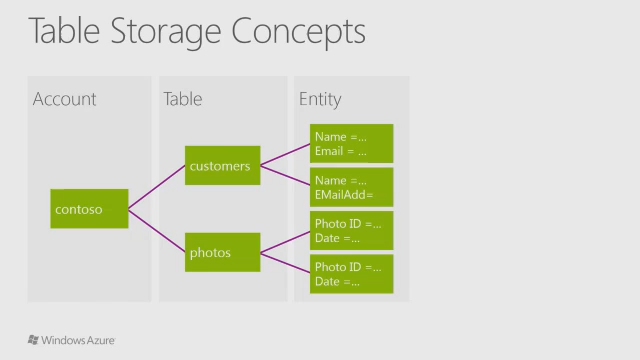 Table Storage Concepts
Account
Table
Entity
contoso
customers
photos
Name =...
Email = ...
Name =...
EMailAdd=
Photo ID =...
Date =...
Photo ID =...
Date =...
Windows Azure